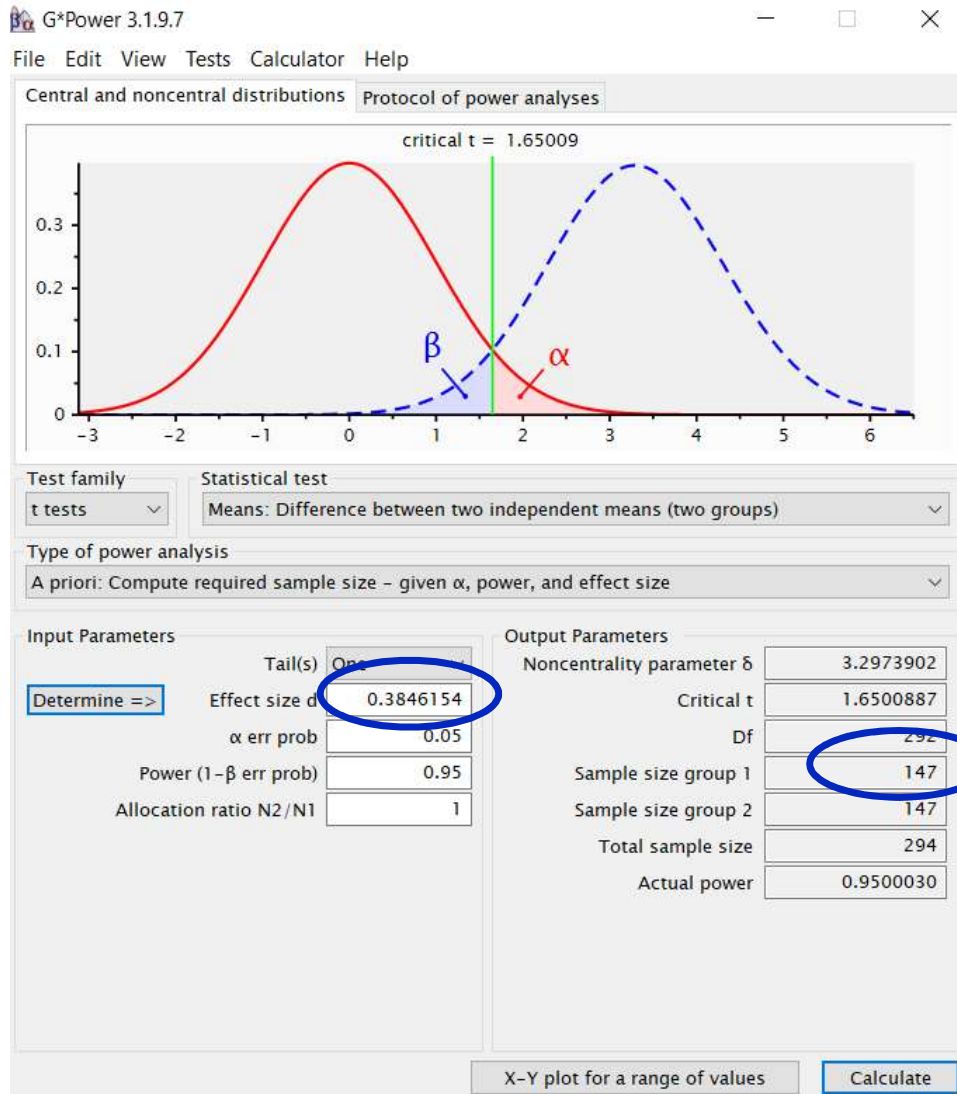 G*Power 3.1.9.7
File Edit View Tests Calculator Help
Central and noncentral distributions Protocol of power analyses
critical t = 1.65009
0.3
0.2
0.1
0
β
α
-3 -2 -1 0 1 2 3 4 5 6
Test family Statistical test
t tests Means: Difference between two independent means (two groups)
Type of power analysis
A priori: Compute required sample size - given α, power, and effect size
Input Parameters
Tail(s) One
Determine => Effect size d 0.3846154
α err prob 0.05
Power (1-β err prob) 0.95
Allocation ratio N2/N1 1
Output Parameters
Noncentrality parameter δ 3.2973902
Critical t 1.6500887
Df 292
Sample size group 1 147
Sample size group 2 147
Total sample size 294
Actual power 0.9500030
X-Y plot for a range of values Calculate